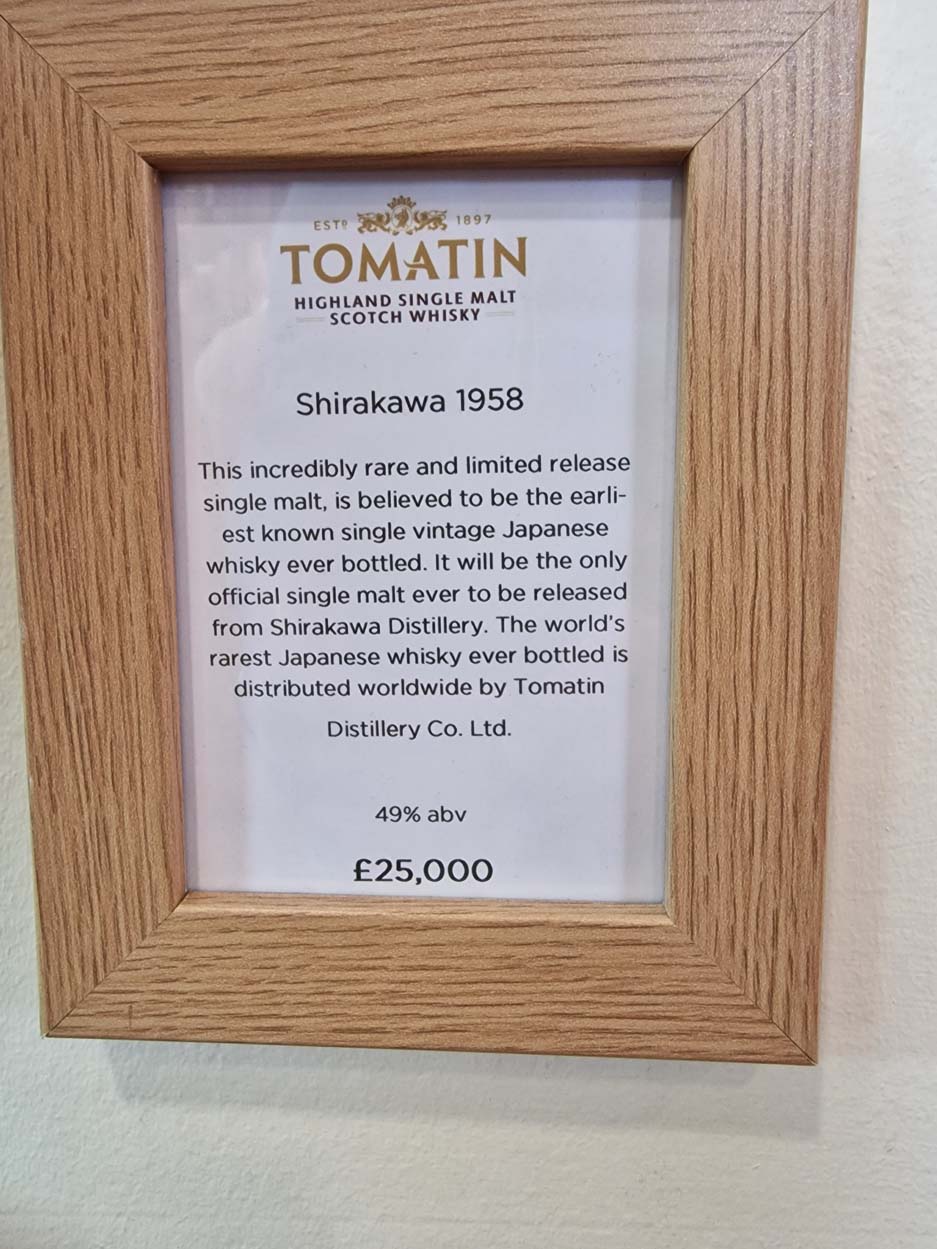 ESTD 1897
TOMATIN
HIGHLAND SINGLE MALT
SCOTCH WHISKY
Shirakawa 1958
This incredibly rare and limited release
single malt, is believed to be the earli-
est known single vintage Japanese
whisky ever bottled. It will be the only
official single malt ever to be released
from Shirakawa Distillery. The world's
rarest Japanese whisky ever bottled is
distributed worldwide by Tomatin
Distillery Co. Ltd.
49% abv
£25,000